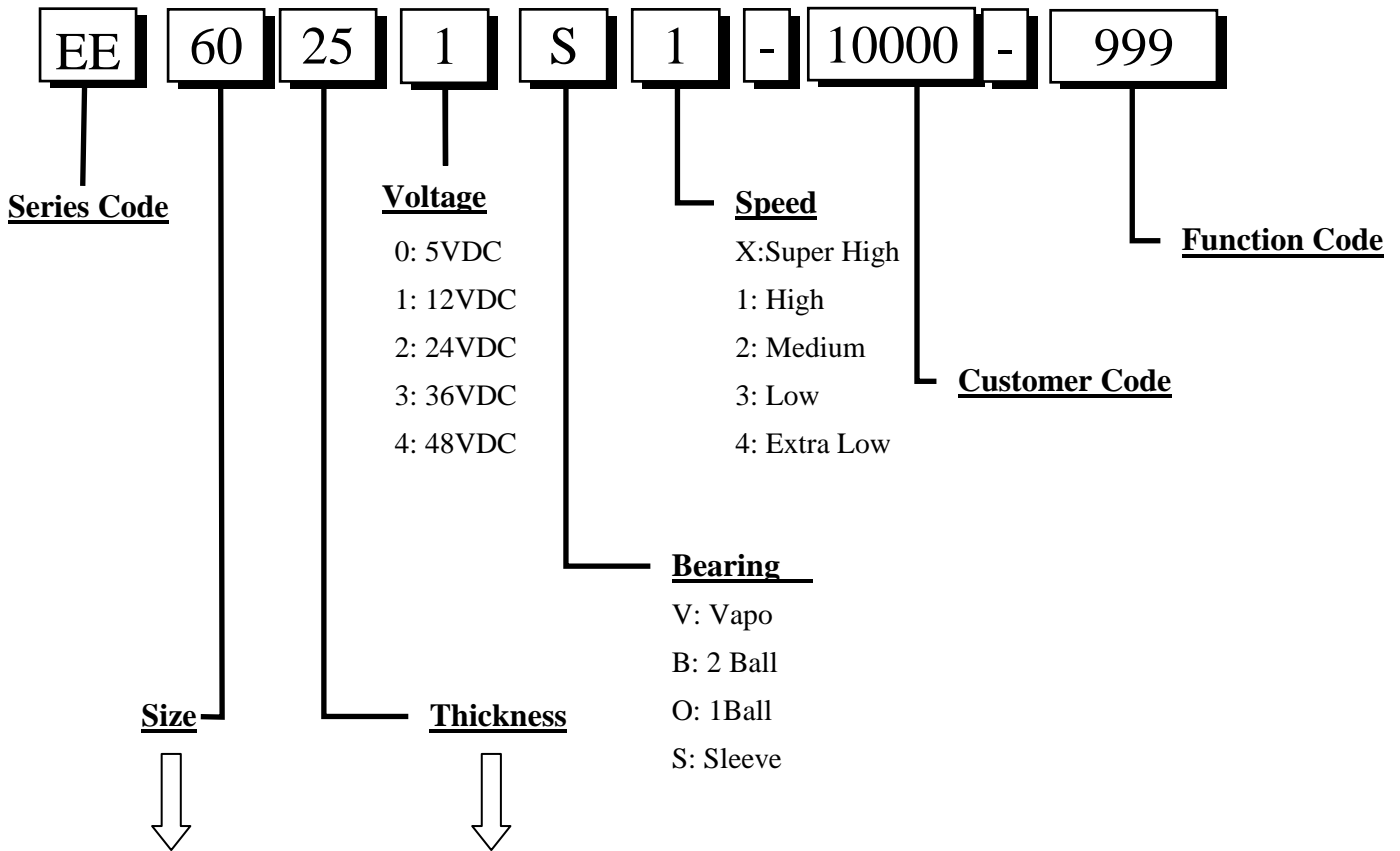 EE 60 25 1 S 1 - 10000 - 999
Series Code
Voltage
0: 5VDC
1: 12VDC
2: 24VDC
3: 36VDC
4: 48VDC
Speed
X:Super High
1: High
2: Medium
3: Low
4: Extra Low
Function Code
Customer Code
Bearing
V: Vapo
B: 2 Ball
O: 1Ball
S: Sleeve
Size
Thickness